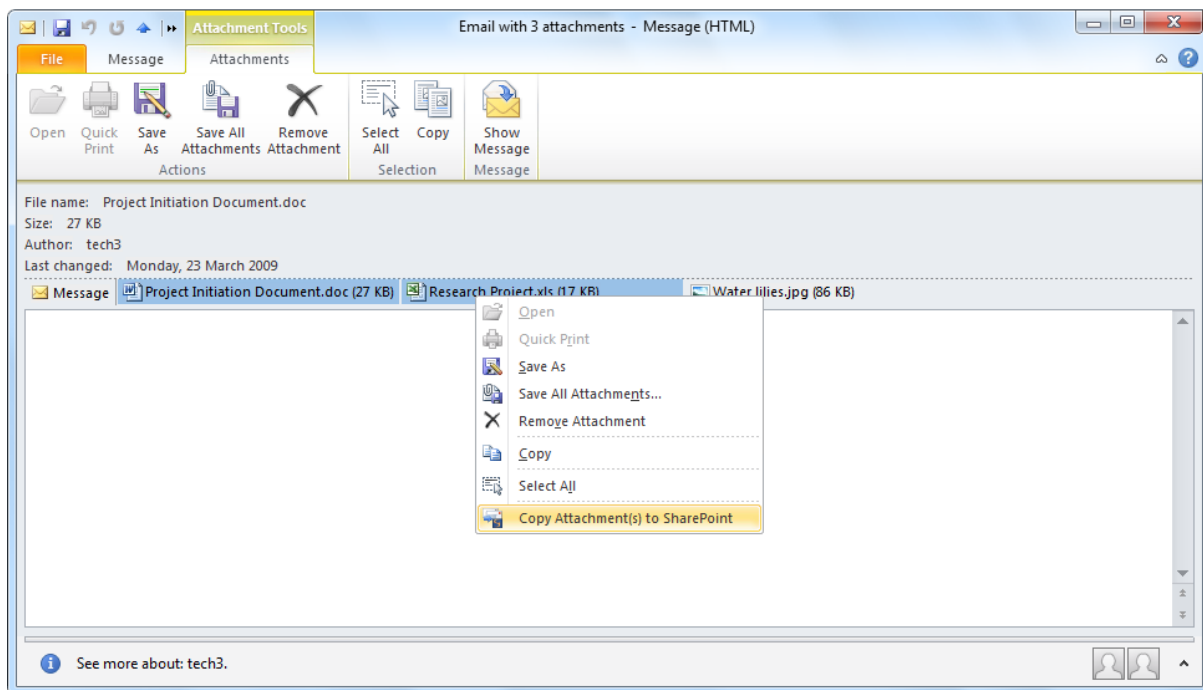 Attachment Tools
Email with 3 attachments - Message (HTML)
File Message Attachments
Open
Quick Print
Save As
Save All Attachments
Remove Attachment
Select All
Copy
Show Message
Actions
Selection
Message
File name: Project Initiation Document.doc
Size: 27 KB
Author: tech3
Last changed: Monday, 23 March 2009
Message Project Initiation Document.doc (27 KB) Research Project.xls (17 KB) Water lilies.jpg (86 KB)
Open
Quick Print
Save As
Save All Attachments...
Remove Attachment
Copy
Select All
Copy Attachment(s) to SharePoint
See more about: tech3.